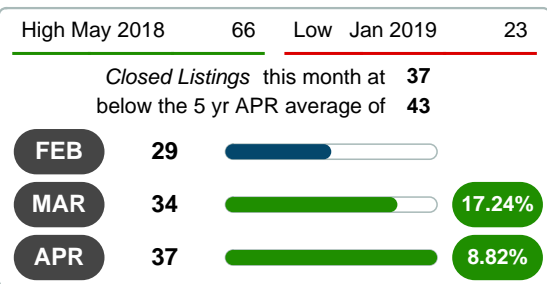 High May 2018 66 Low Jan 2019 23
Closed Listings this month at 37
below the 5 yr APR average of 43
FEB 29
MAR 34 17.24%
APR 37 8.82%